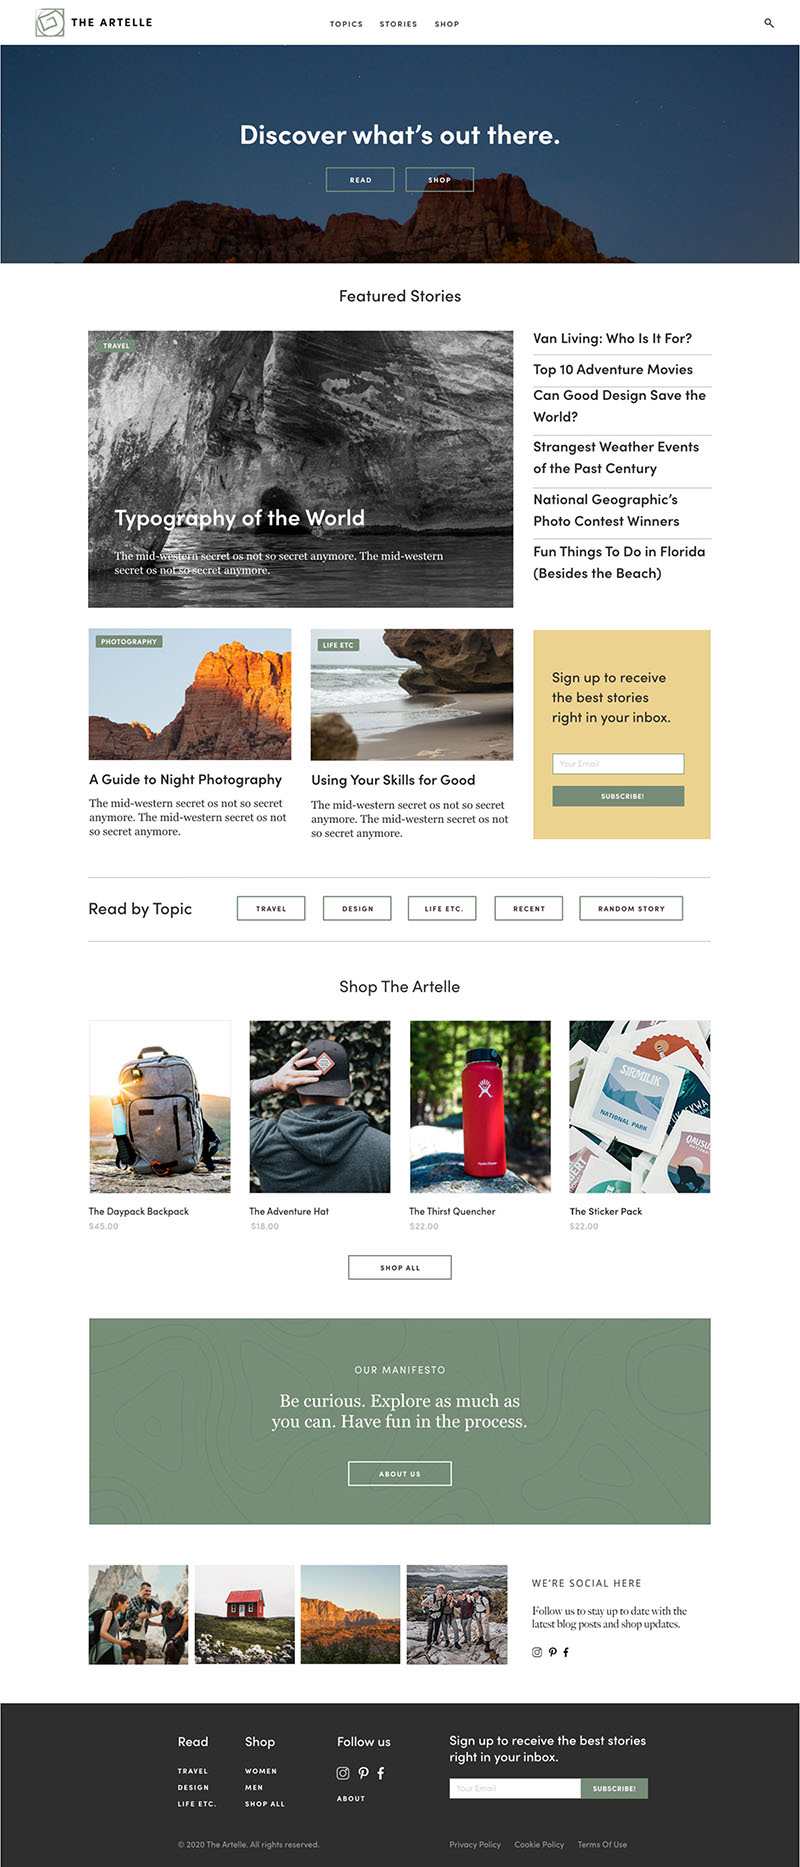 THE ARTELLE
TOPICS STORIES SHOP
Discover what's out there.
READ SHOP
Featured Stories
TRAVEL
Typography of the World
The mid-western secret os not so secret anymore. The mid-western
secret os not so secret anymore.
Van Living: Who Is It For?
Top 10 Adventure Movies
Can Good Design Save the
World?
Strangest Weather Events
of the Past Century
National Geographic's
Photo Contest Winners
Fun Things To Do in Florida
(Besides the Beach)
PHOTOGRAPHY
A Guide to Night Photography
The mid-western secret os not so secret
anymore. The mid-western secret os not
so secret anymore.
LIFE ETC
Using Your Skills for Good
The mid-western secret os not so secret
anymore. The mid-western secret os not
so secret anymore.
Sign up to receive
the best stories
right in your inbox.
Your Email
SUBSCRIBE!
Read by Topic
TRAVEL DESIGN LIFE ETC. RECENT RANDOM STORY
Shop The Artelle
SIRMILIK
NATIONAL PARK
QAUSUI
The Daypack Backpack
$45.00
The Adventure Hat
$18.00
The Thirst Quencher
$22.00
The Sticker Pack
$22.00
SHOP ALL
OUR MANIFESTO
Be curious. Explore as much as
you can. Have fun in the process.
ABOUT US
WE'RE SOCIAL HERE
Follow us to stay up to date with the
latest blog posts and shop updates.
Read
TRAVEL
DESIGN
LIFE ETC.
Shop
WOMEN
MEN
SHOP ALL
Follow us
ABOUT
Sign up to receive the best stories
right in your inbox.
Your Email SUBSCRIBE!
© 2020 The Artelle. All rights reserved.
Privacy Policy Cookie Policy Terms Of Use